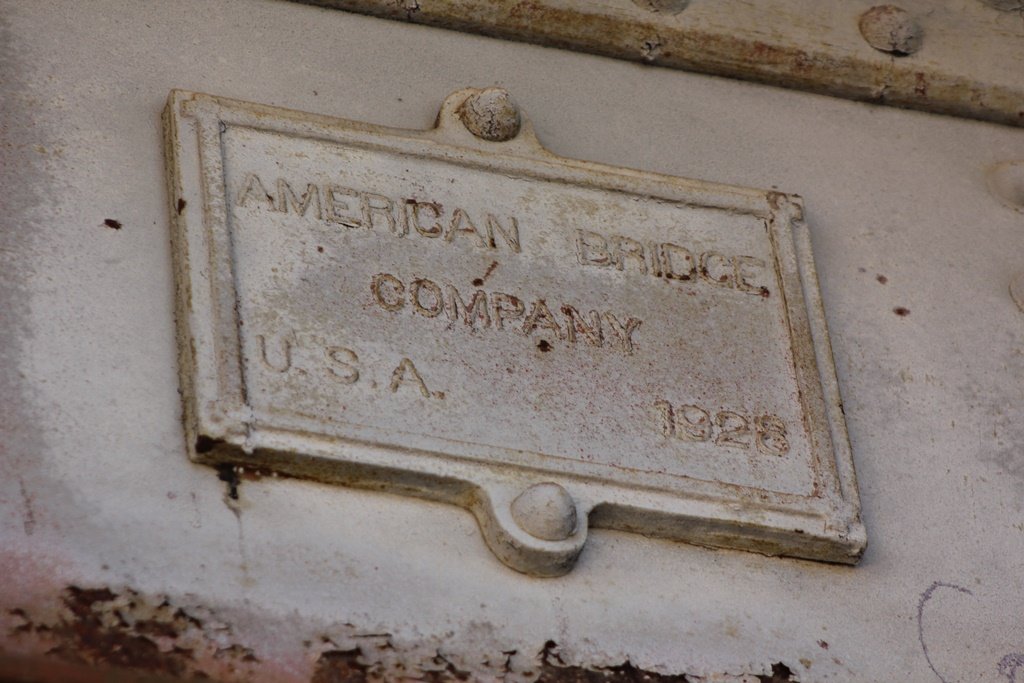 AMERICAN BRIDGE
COMPANY
U.S.A. 1928